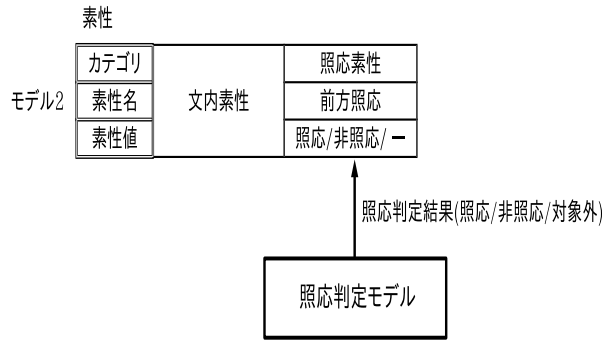 素性
カテゴリ
照応素性
モデル2
素性名
文内素性
前方照応
素性値
照応/非照応/ー
照応判定結果(照応/非照応/対象外)
照応判定モデル